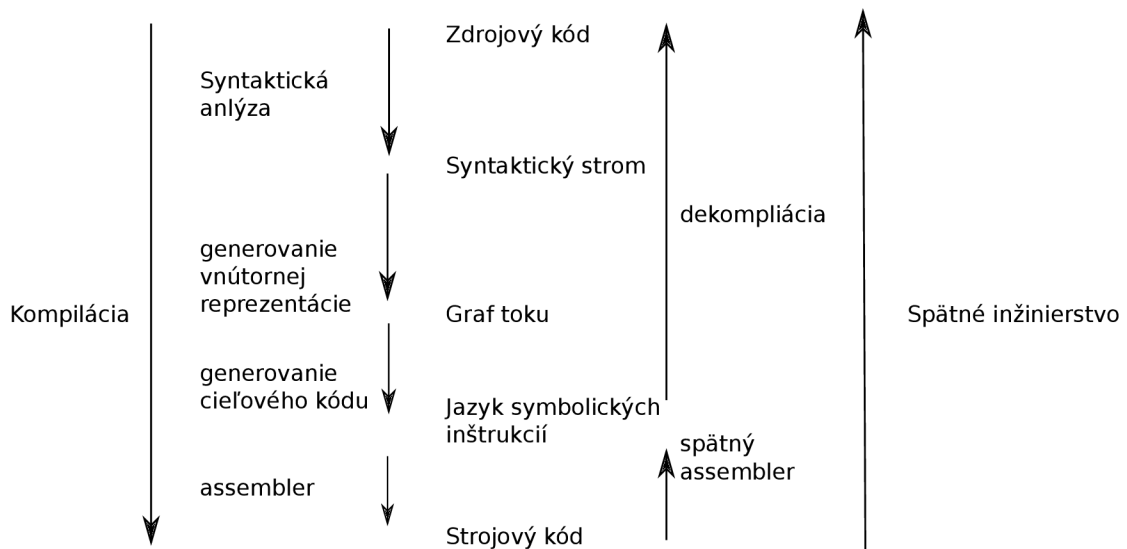 Zdrojový kód
Syntaktická
anlýza
Syntaktický strom
dekompliácia
generovanie
vnútornej
reprezentácie
Kompilácia
Graf toku
Spätné inžinierstvo
generovanie
cieľového kódu
Jazyk symbolických
inštrukcií
spätný
assembler
assembler
Strojový kód